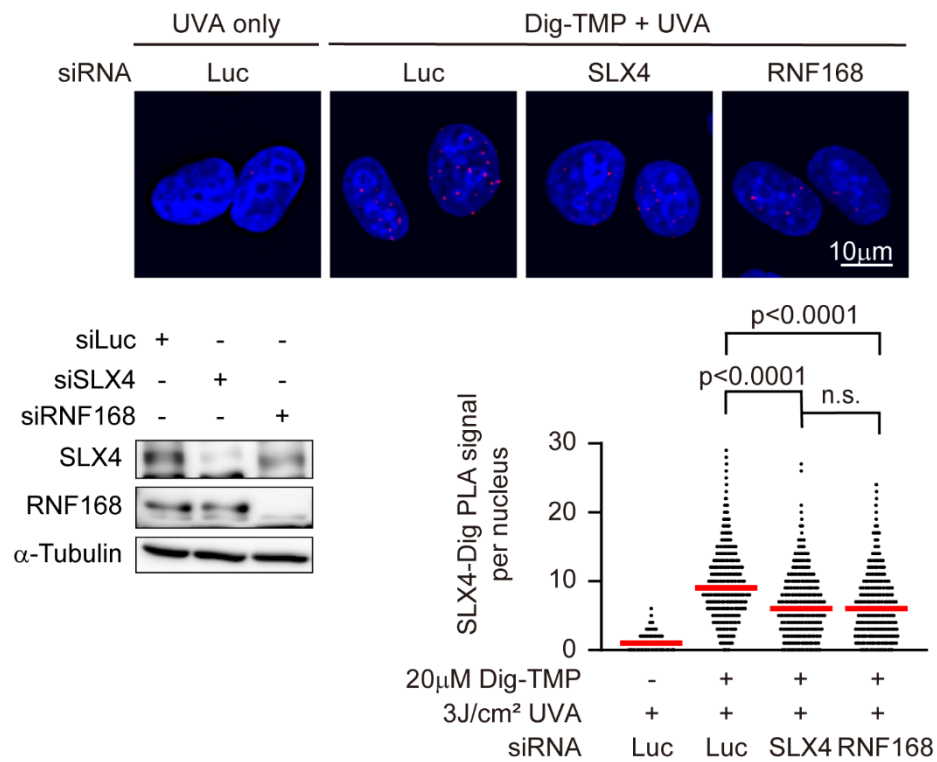 UVA only Dig-TMP + UVA
siRNA Luc Luc SLX4 RNF168
10μm
siLuc + - -
siSLX4 - + -
siRNF168 - - +
SLX4
RNF168
α-Tubulin
p<0.0001
p<0.0001
n.s.
SLX4-Dig PLA signal
per nucleus
30
20
10
0
20μM Dig-TMP - + + +
3J/cm² UVA + + + +
siRNA Luc Luc SLX4 RNF168